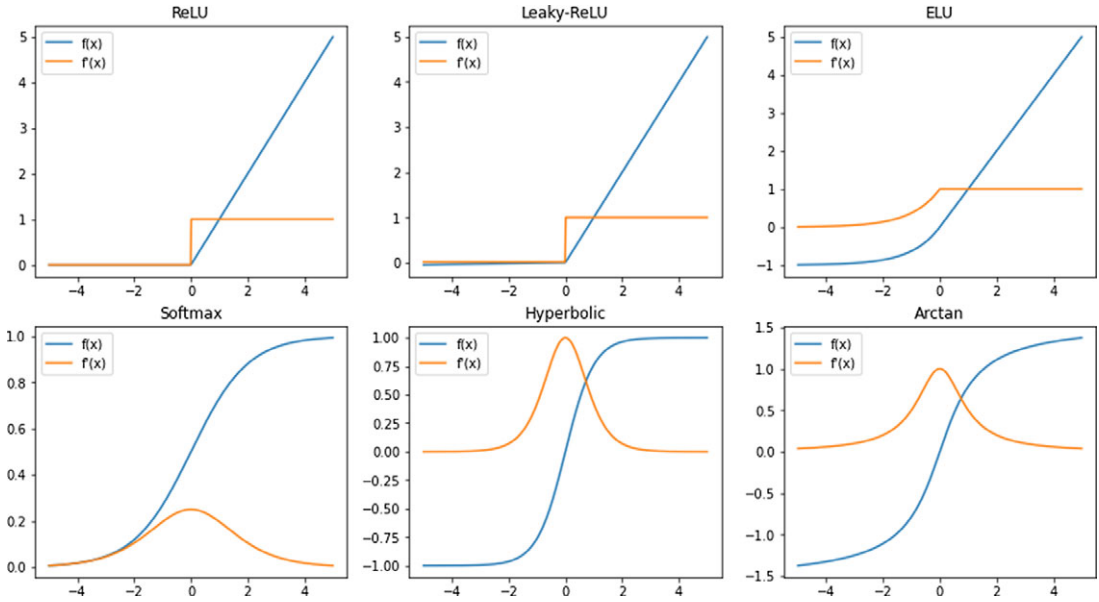 ReLU
f(x)
f'(x)
5
4
3
2
1
0
−4 −2 0 2 4
Leaky-ReLU
f(x)
f'(x)
5
4
3
2
1
0
−4 −2 0 2 4
ELU
f(x)
f'(x)
5
4
3
2
1
0
−1
−4 −2 0 2 4
Softmax
f(x)
f'(x)
1.0
0.8
0.6
0.4
0.2
0.0
−4 −2 0 2 4
Hyperbolic
f(x)
f'(x)
1.00
0.75
0.50
0.25
0.00
−0.25
−0.50
−0.75
−1.00
−4 −2 0 2 4
Arctan
f(x)
f'(x)
1.5
1.0
0.5
0.0
−0.5
−1.0
−1.5
−4 −2 0 2 4